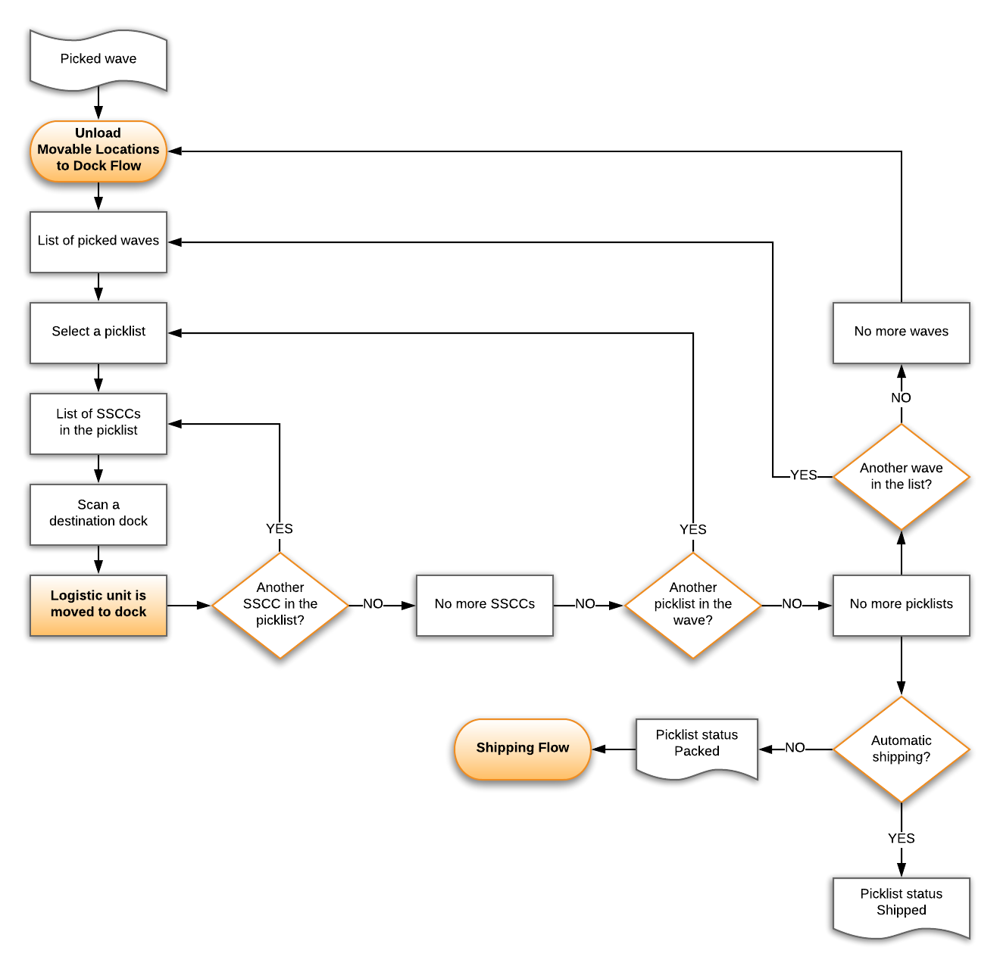 Picked wave
Unload
Movable Locations
to Dock Flow
List of picked waves
Select a picklist
No more waves
List of SSCCs
in the picklist
NO
Another wave
in the list?
YES
Scan a
destination dock
YES
YES
Logistic unit is
moved to dock
Another
SSCC in the
picklist?
NO
No more SSCCs
NO
Another
picklist in the
wave?
NO
No more picklists
Shipping Flow
Picklist status
Packed
NO
Automatic
shipping?
YES
Picklist status
Shipped